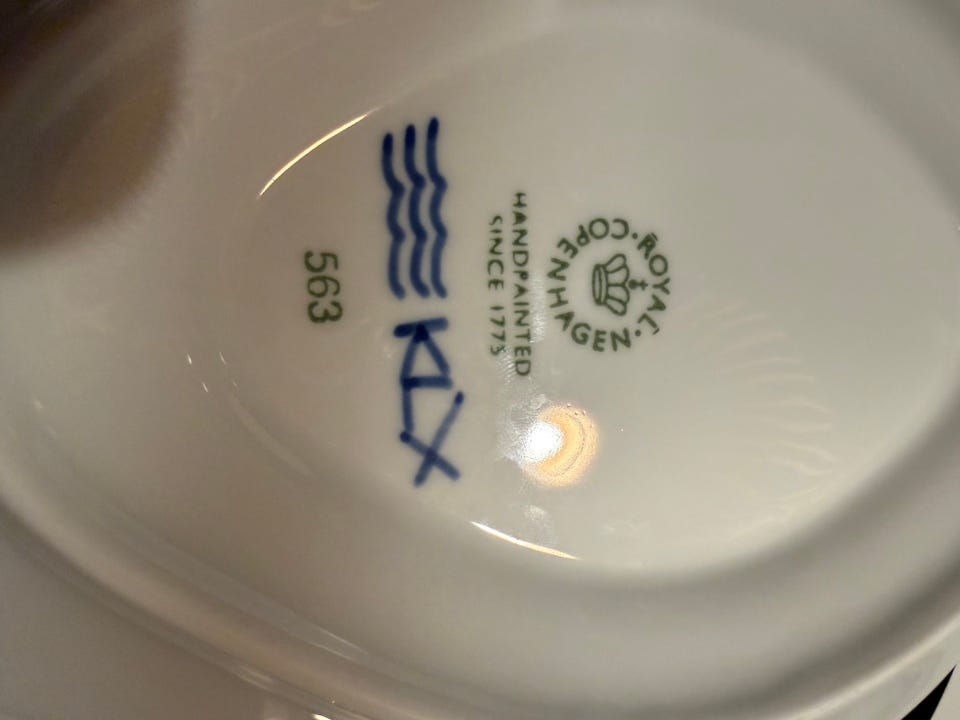 ROYAL · COPENHAGEN ·
HANDPAINTED
SINCE 1775
563